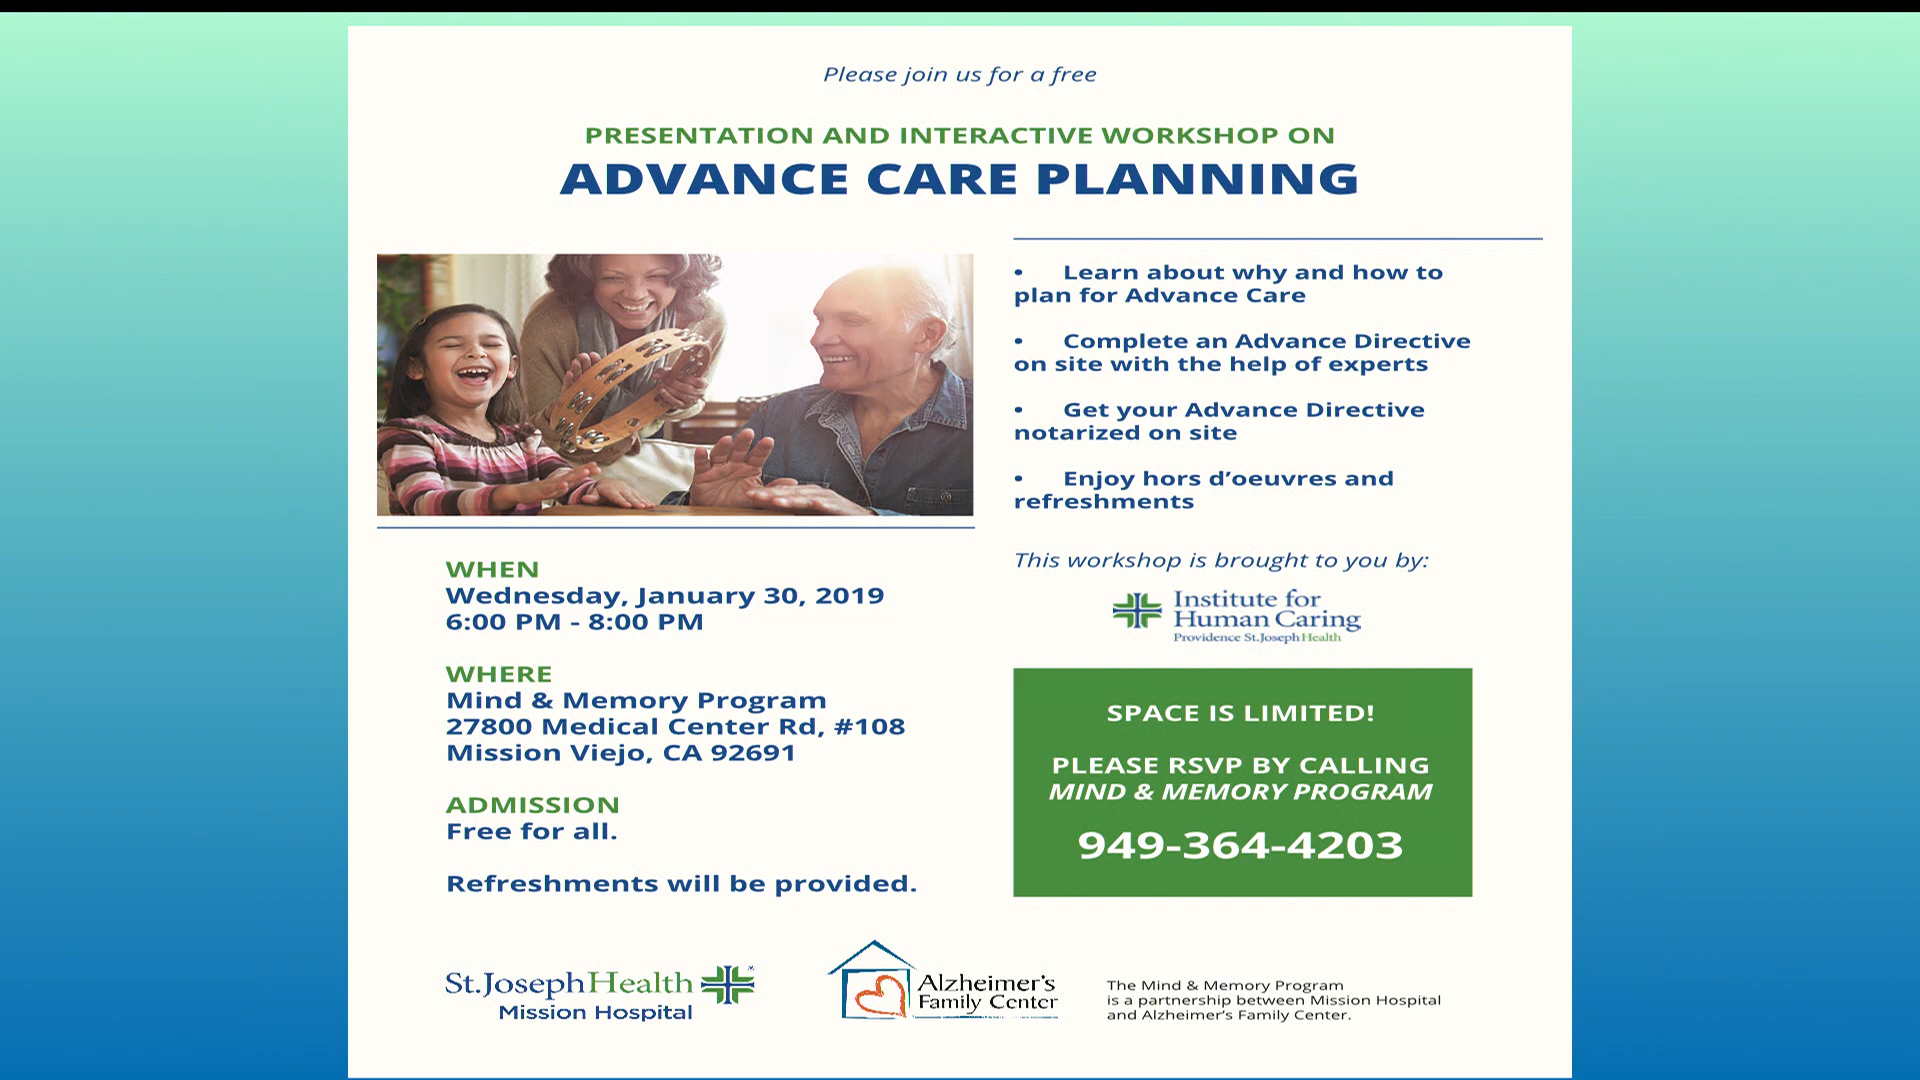 Please join us for a free
PRESENTATION AND INTERACTIVE WORKSHOP ON
ADVANCE CARE PLANNING
• Learn about why and how to
plan for Advance Care
• Complete an Advance Directive
on site with the help of experts
• Get your Advance Directive
notarized on site
• Enjoy hors d’oeuvres and
refreshments
This workshop is brought to you by:
Institute for
Human Caring
Providence St.JosephHealth
WHEN
Wednesday, January 30, 2019
6:00 PM - 8:00 PM
WHERE
Mind & Memory Program
27800 Medical Center Rd, #108
Mission Viejo, CA 92691
ADMISSION
Free for all.
Refreshments will be provided.
SPACE IS LIMITED!
PLEASE RSVP BY CALLING
MIND & MEMORY PROGRAM
949-364-4203
St.JosephHealth
Mission Hospital
Alzheimer’s
Family Center
The Mind & Memory Program
is a partnership between Mission Hospital
and Alzheimer’s Family Center.